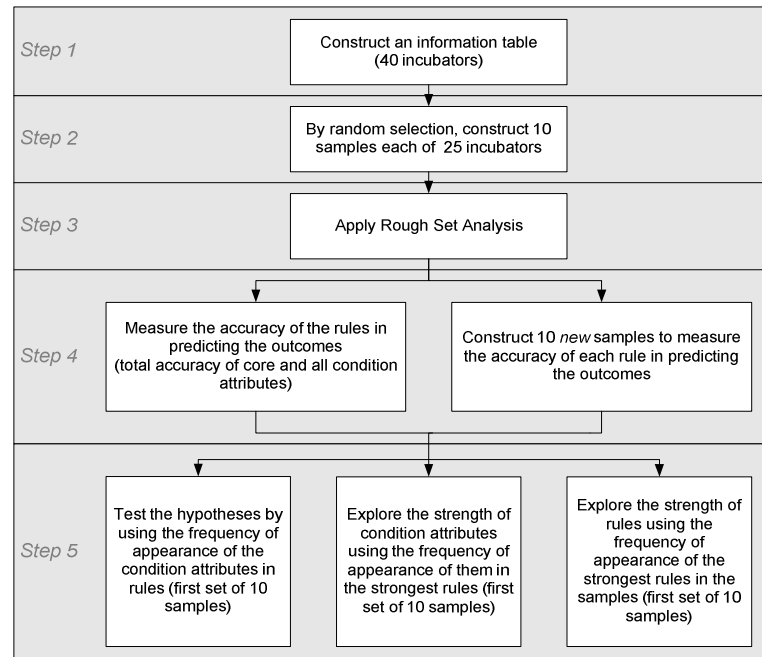 Step 1
Construct an information table
(40 incubators)
Step 2
By random selection, construct 10
samples each of 25 incubators
Step 3
Apply Rough Set Analysis
Step 4
Measure the accuracy of the rules in
predicting the outcomes
(total accuracy of core and all condition
attributes)
Construct 10 new samples to measure
the accuracy of each rule in predicting
the outcomes
Step 5
Test the hypotheses by
using the frequency of
appearance of the
condition attributes in
rules (first set of 10
samples)
Explore the strength of
condition attributes
using the frequency of
appearance of them in
the strongest rules (first
set of 10 samples)
Explore the strength of
rules using the
frequency of
appearance of the
strongest rules in the
samples (first set of 10
samples)